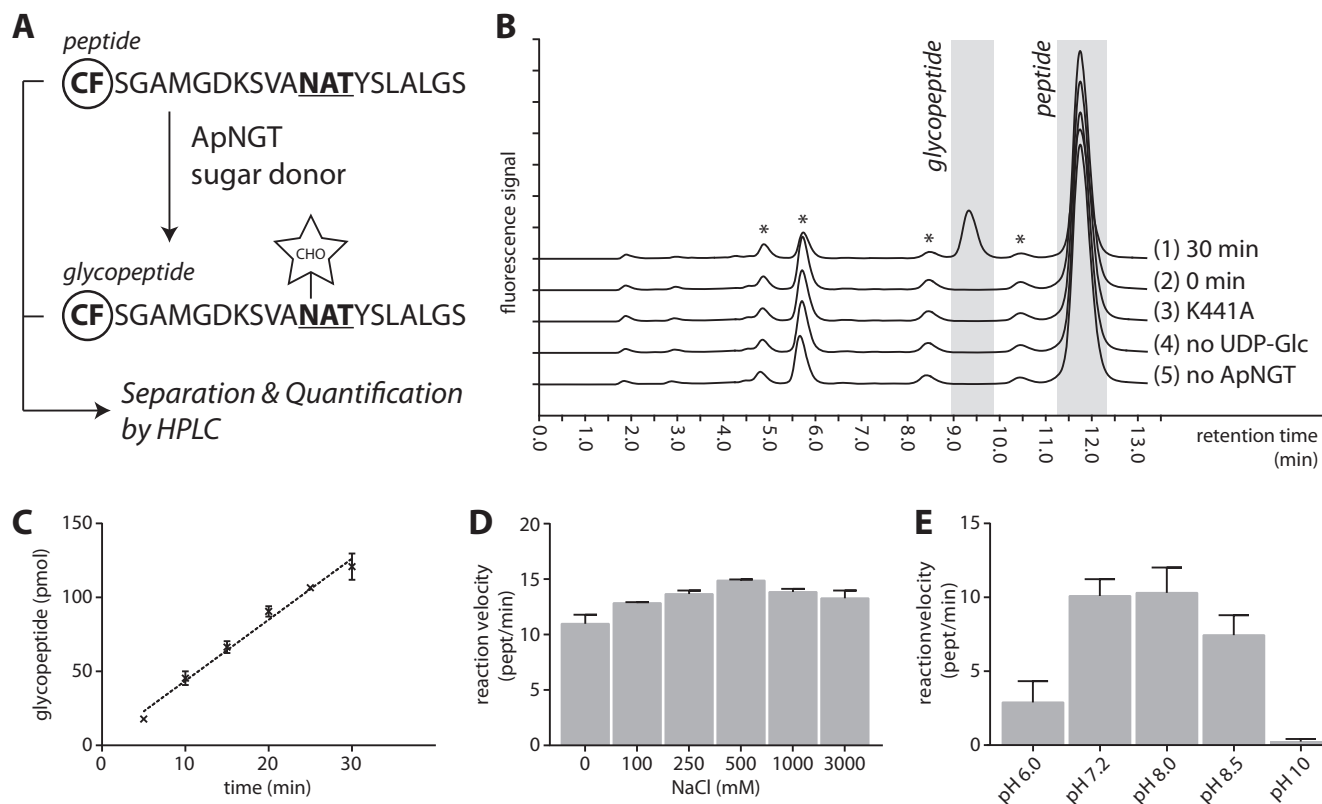 A
peptide
CF SGAMGDKSVANATYSLALGS
ApNGT
sugar donor
CHO
glycopeptide
CF SGAMGDKSVANATYSLALGS
Separation & Quantification
by HPLC
B
fluorescence signal
glycopeptide
peptide
* * * *
(1) 30 min
(2) 0 min
(3) K441A
(4) no UDP-Glc
(5) no ApNGT
0.0 1.0 2.0 3.0 4.0 5.0 6.0 7.0 8.0 9.0 10.0 11.0 12.0 13.0
retention time
(min)
C
glycopeptide (pmol)
150
100
50
0
0 10 20 30
time (min)
D
reaction velocity
(pept/min)
20
15
10
5
0
0 100 250 500 1000 3000
NaCl (mM)
E
reactionvelocity
(pept/min)
15
10
5
0
pH 6.0 pH 7.2 pH 8.0 pH 8.5 pH 10